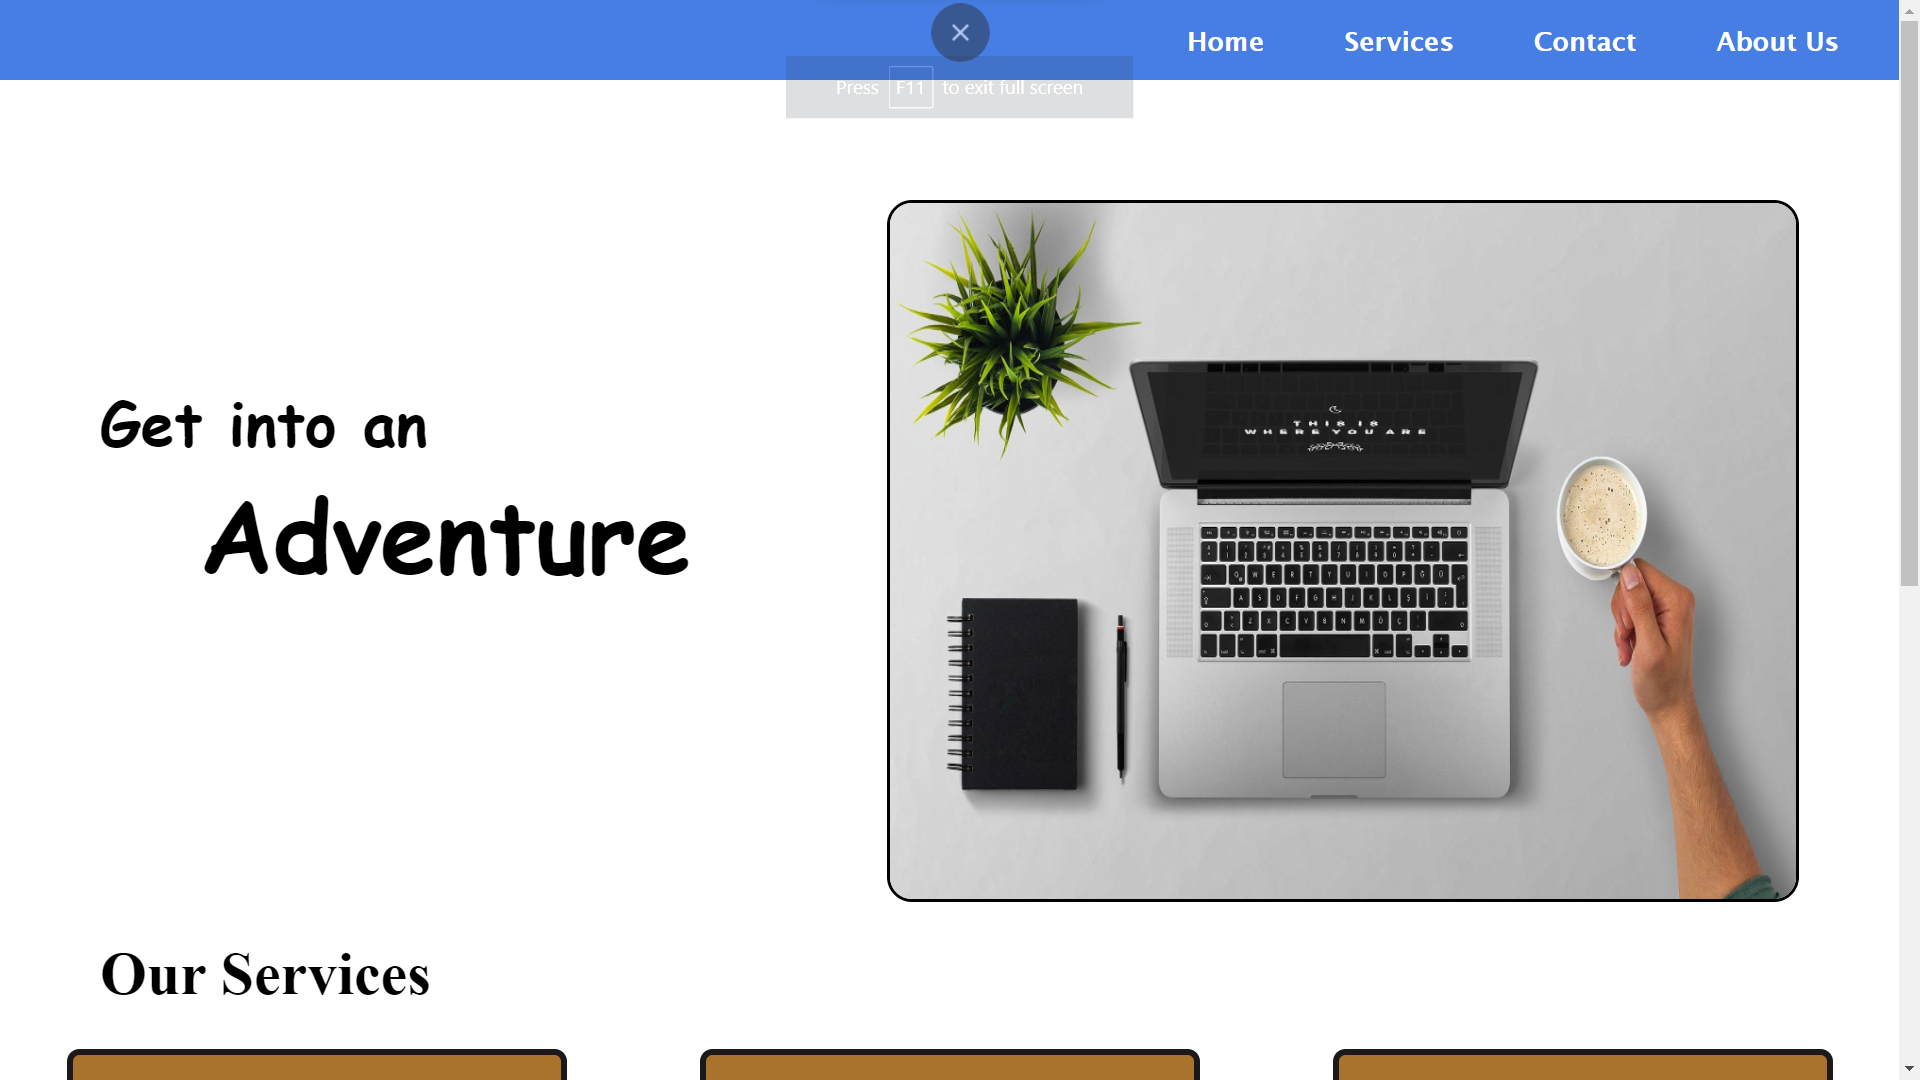 Home Services Contact About Us
Press F11 to exit full screen
Get into an
Adventure
THIS IS
WHERE YOU ARE
Our Services